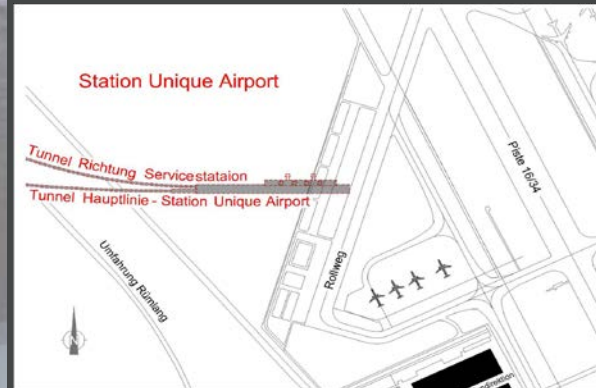 Station Unique Airport
Tunnel Richtung Servicestataion
Tunnel Hauptlinie - Station Unique Airport
Umfahrung Rümlang
Rollweg
Piste 16/34
N